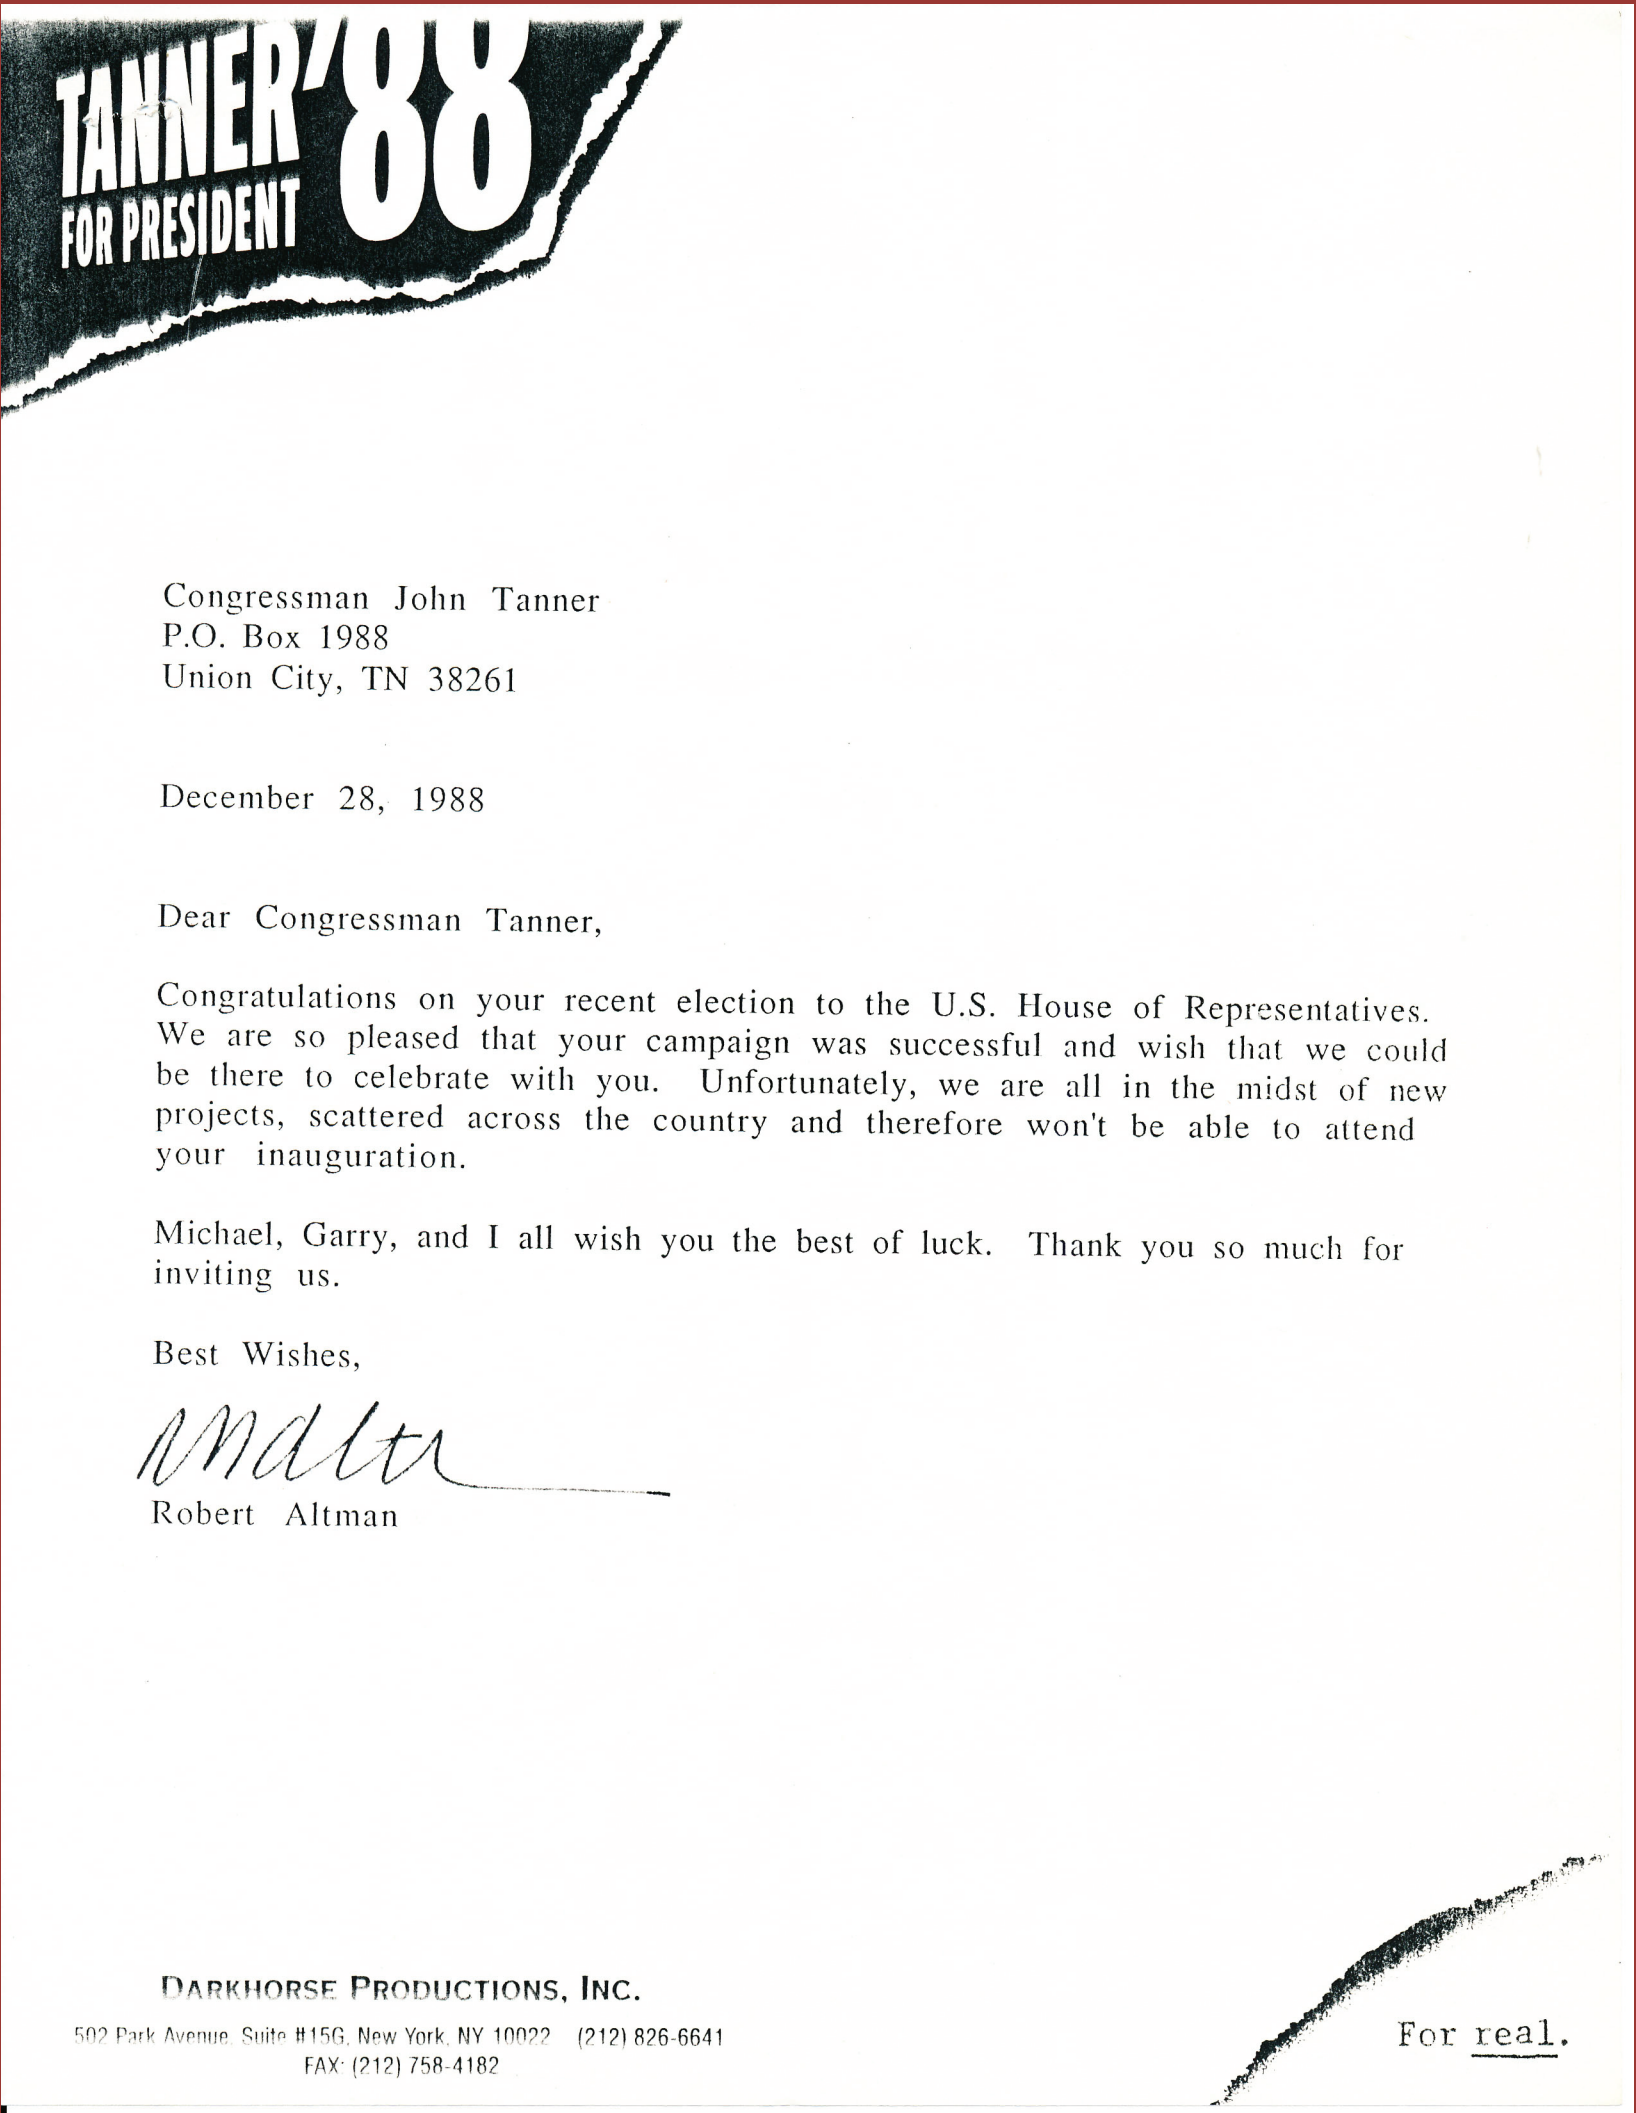 TANNER '88
FOR PRESIDENT
Congressman John Tanner
P.O. Box 1988
Union City, TN 38261
December 28, 1988
Dear Congressman Tanner,
Congratulations on your recent election to the U.S. House of Representatives.
We are so pleased that your campaign was successful and wish that we could
be there to celebrate with you. Unfortunately, we are all in the midst of new
projects, scattered across the country and therefore won't be able to attend
your inauguration.
Michael, Garry, and I all wish you the best of luck. Thank you so much for
inviting us.
Best Wishes,
Robert Altman
DARKHORSE PRODUCTIONS, INC.
502 Park Avenue, Suite #15G, New York, NY 10022 (212) 826-6641
FAX: (212) 758-4182
For real.